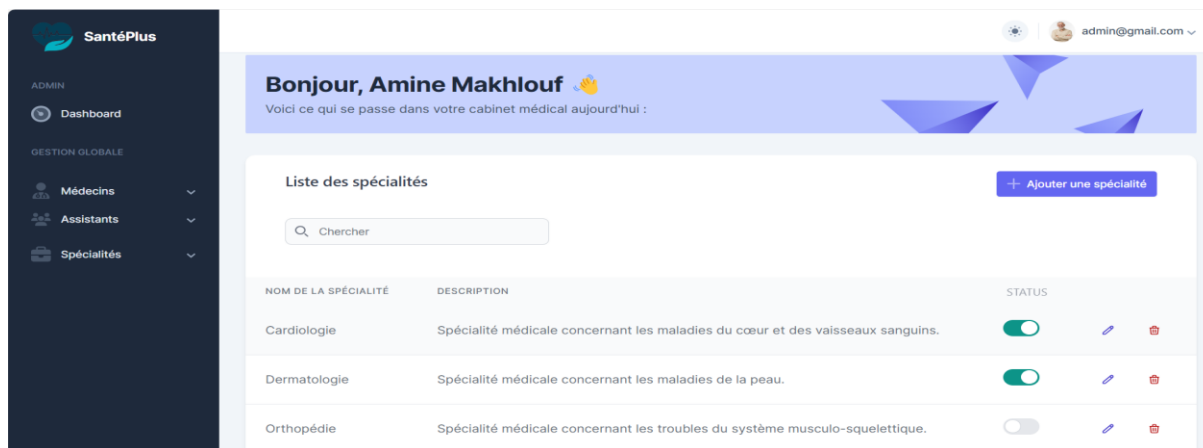 SantéPlus
admin@gmail.com
ADMIN
Dashboard
GESTION GLOBALE
Médecins
Assistants
Spécialités
Bonjour, Amine Makhlouf 👋
Voici ce qui se passe dans votre cabinet médical aujourd'hui :
Liste des spécialités
Ajouter une spécialité
Chercher
NOM DE LA SPÉCIALITÉ DESCRIPTION STATUS
Cardiologie Spécialité médicale concernant les maladies du cœur et des vaisseaux sanguins.
Dermatologie Spécialité médicale concernant les maladies de la peau.
Orthopédie Spécialité médicale concernant les troubles du système musculo-squelettique.